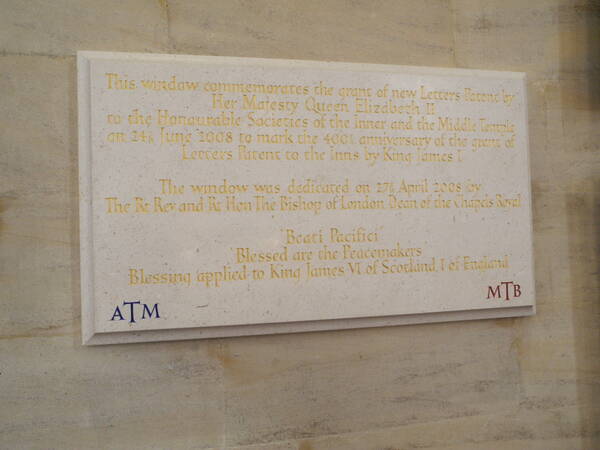 This window commemorates the grant of new Letters Patent by
Her Majesty Queen Elizabeth II
to the Honourable Societies of the Inner and the Middle Temple
on 24th June 2008 to mark the 400th anniversary of the grant of
Letters Patent to the Inns by King James I
The window was dedicated on 27th April 2008 by
The Rt Rev and Rt Hon The Bishop of London Dean of the Chapels Royal
'Beati Pacifici'
'Blessed are the Peacemakers'
Blessing applied to King James VI of Scotland, I of England
ATM
MTB